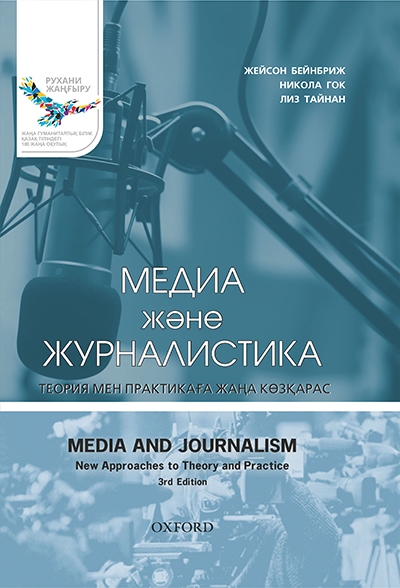 РУХАНИ
ЖАҢҒЫРУ
ЖАҢА ГУМАНИТАРЛЫҚ БІЛІМ.
ҚАЗАҚ ТІЛІНДЕГІ
100 ЖАҢА ОҚУЛЫҚ
ЖЕЙСОН БЕЙНБРИЖ
НИКОЛА ГОК
ЛИЗ ТАЙНАН
МЕДИА
және
ЖУРНАЛИСТИКА
ТЕОРИЯ МЕН ПРАКТИКАҒА ЖАҢА КӨЗҚАРАС
MEDIA AND JOURNALISM
New Approaches to Theory and Practice
3rd Edition
OXFORD